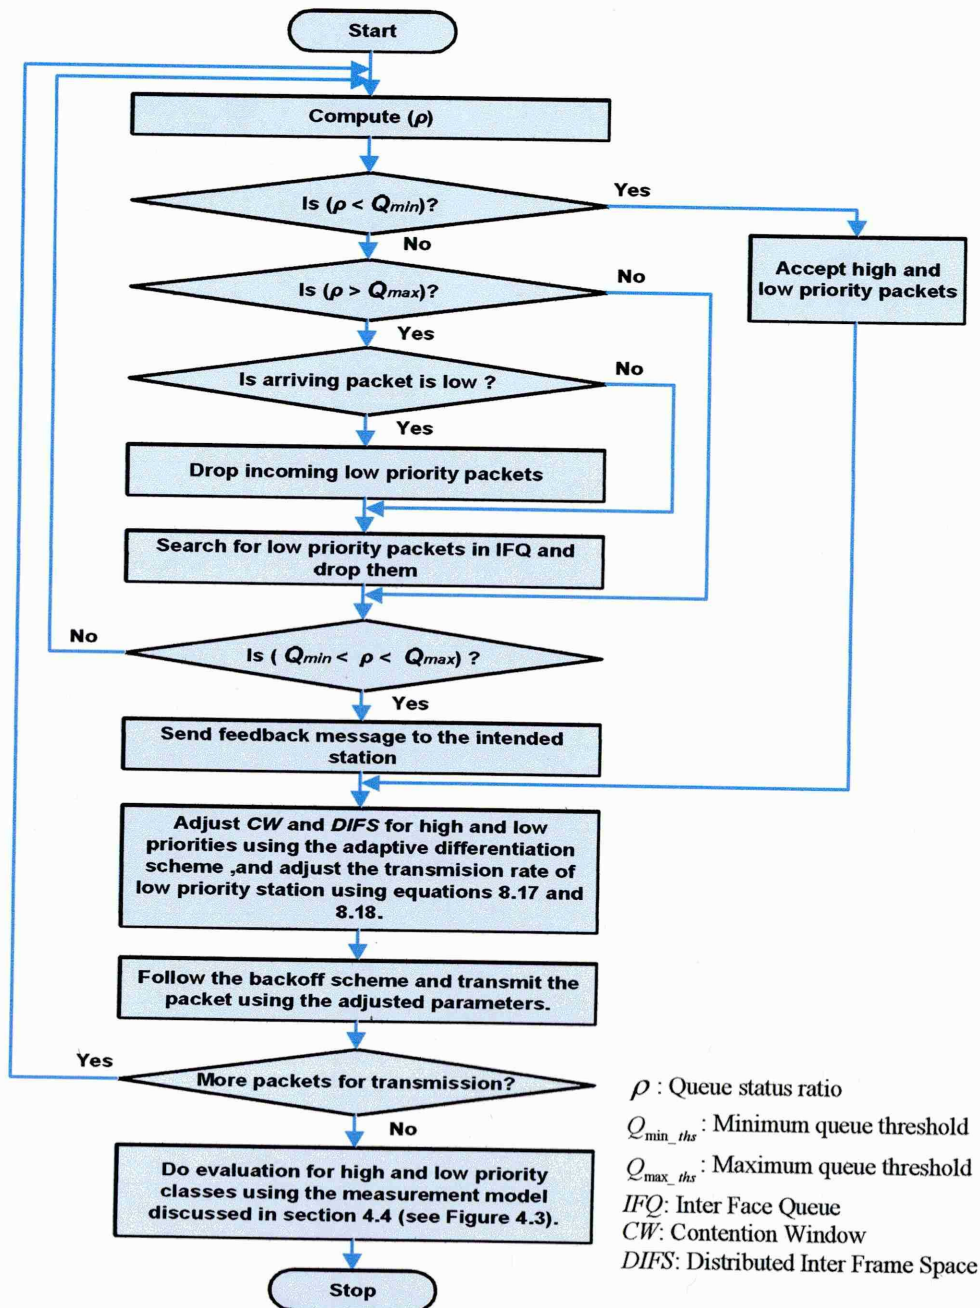 Start
Compute (ρ)
Is (ρ < Qmin)?
Yes
No
Accept high and
low priority packets
Is (ρ > Qmax)?
No
Yes
Is arriving packet is low ?
No
Yes
Drop incoming low priority packets
Search for low priority packets in IFQ and
drop them
No
Is ( Qmin < ρ < Qmax) ?
Yes
Send feedback message to the intended
station
Adjust CW and DIFS for high and low
priorities using the adaptive differentiation
scheme ,and adjust the transmision rate of
low priority station using equations 8.17 and
8.18.
Follow the backoff scheme and transmit the
packet using the adjusted parameters.
Yes
More packets for transmission?
No
Do evaluation for high and low priority
classes using the measurement model
discussed in section 4.4 (see Figure 4.3).
Stop
ρ : Queue status ratio
Qmin_ths : Minimum queue threshold
Qmax_ths : Maximum queue threshold
IFQ: Inter Face Queue
CW: Contention Window
DIFS: Distributed Inter Frame Space